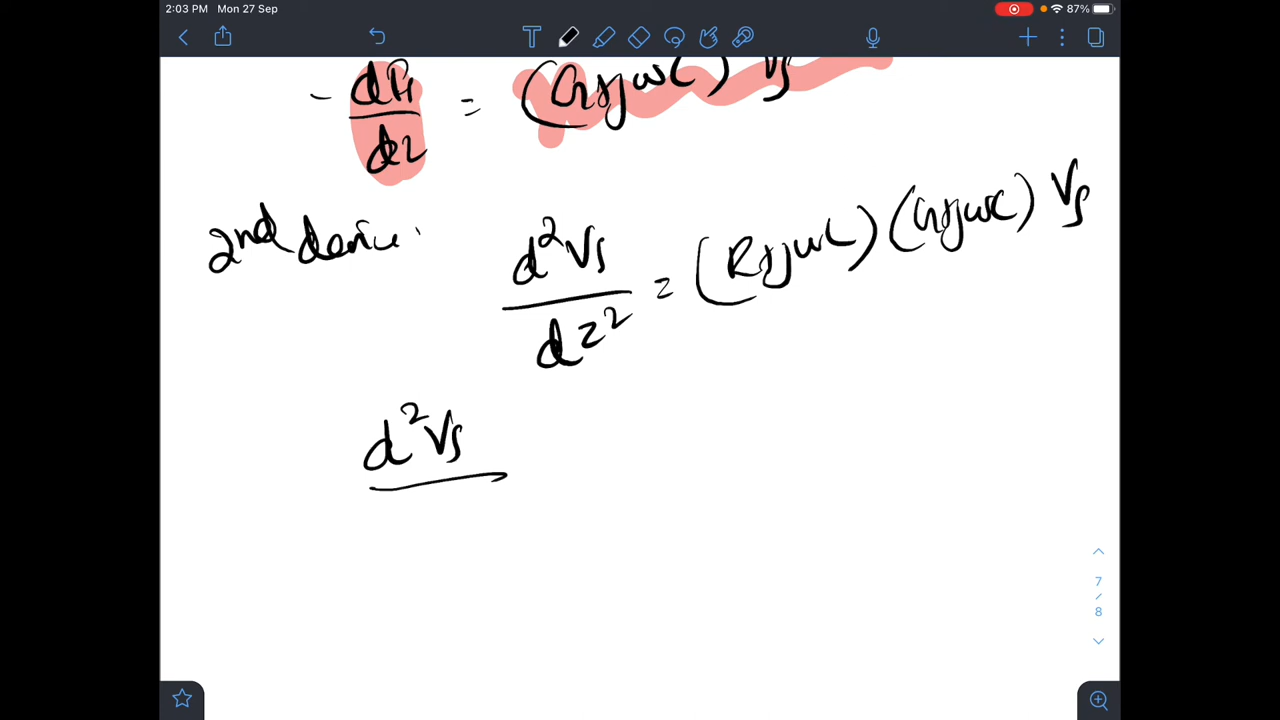 2:03 PM Mon 27 Sep
87%
T
- dIs/dz = (G+jωC) Vs
2nd deriv:
d²Vs/dz² = (R+jωL)(G+jωC) Vs
d²Vs
7
/
8